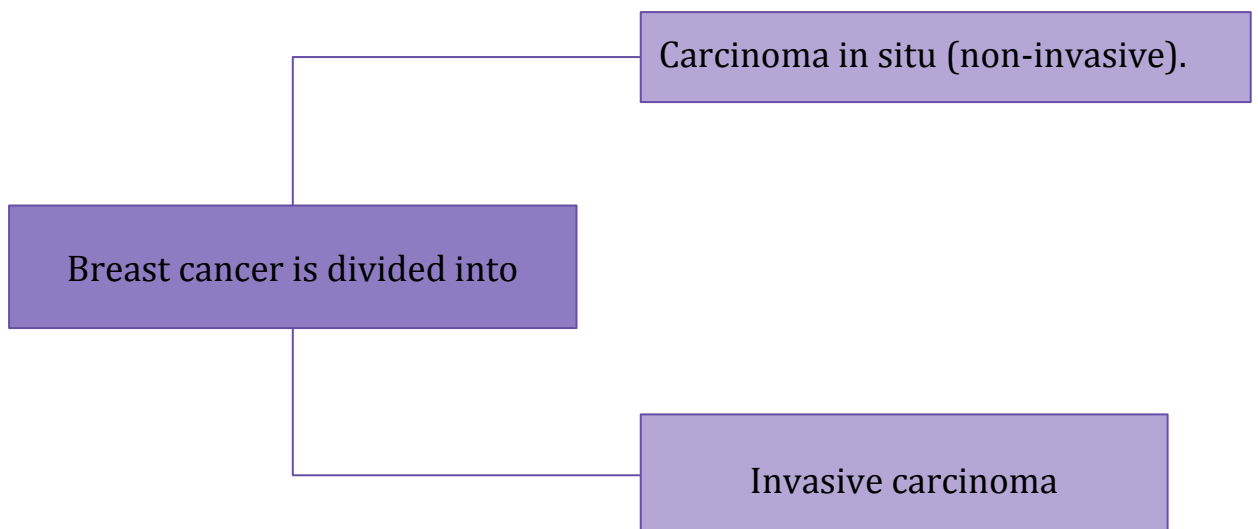 Carcinoma in situ (non-invasive).
Breast cancer is divided into
Invasive carcinoma